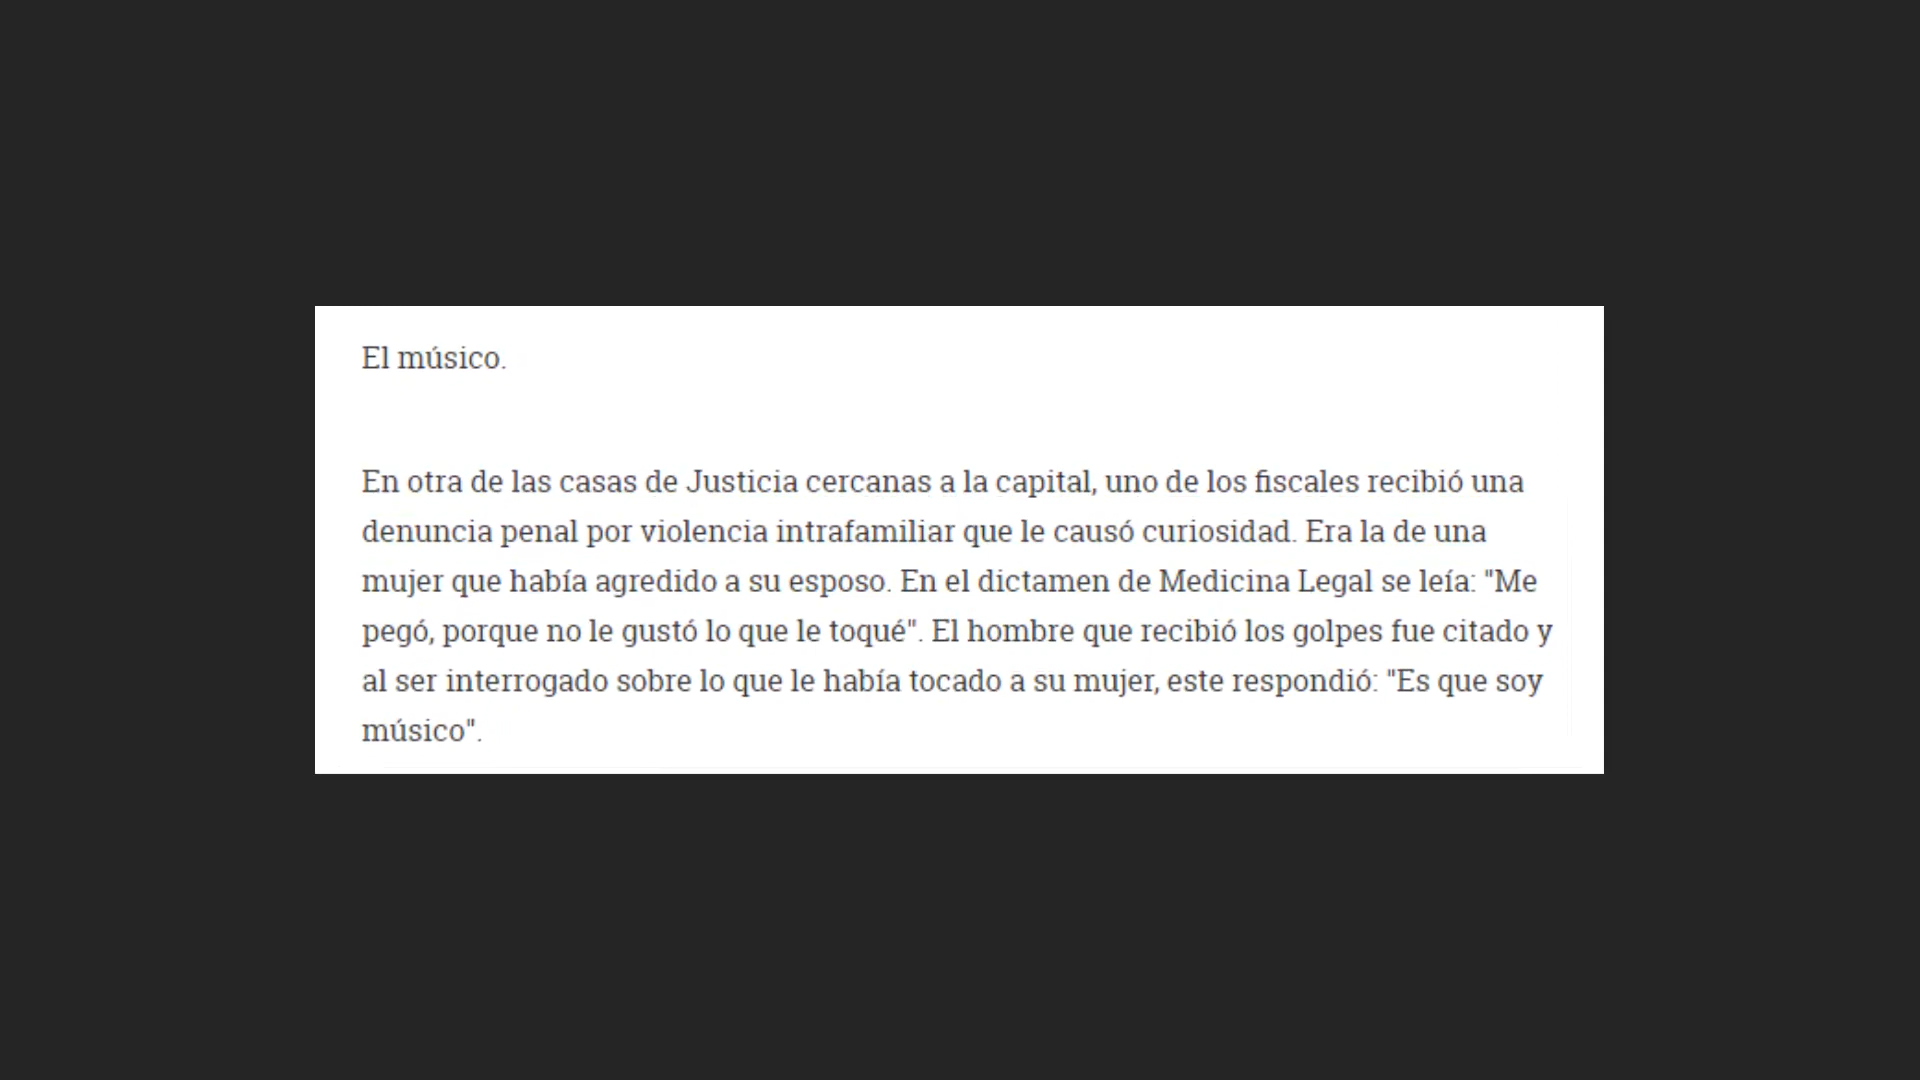 El músico.
En otra de las casas de Justicia cercanas a la capital, uno de los fiscales recibió una
denuncia penal por violencia intrafamiliar que le causó curiosidad. Era la de una
mujer que había agredido a su esposo. En el dictamen de Medicina Legal se leía: "Me
pegó, porque no le gustó lo que le toqué". El hombre que recibió los golpes fue citado y
al ser interrogado sobre lo que le había tocado a su mujer, este respondió: "Es que soy
músico".